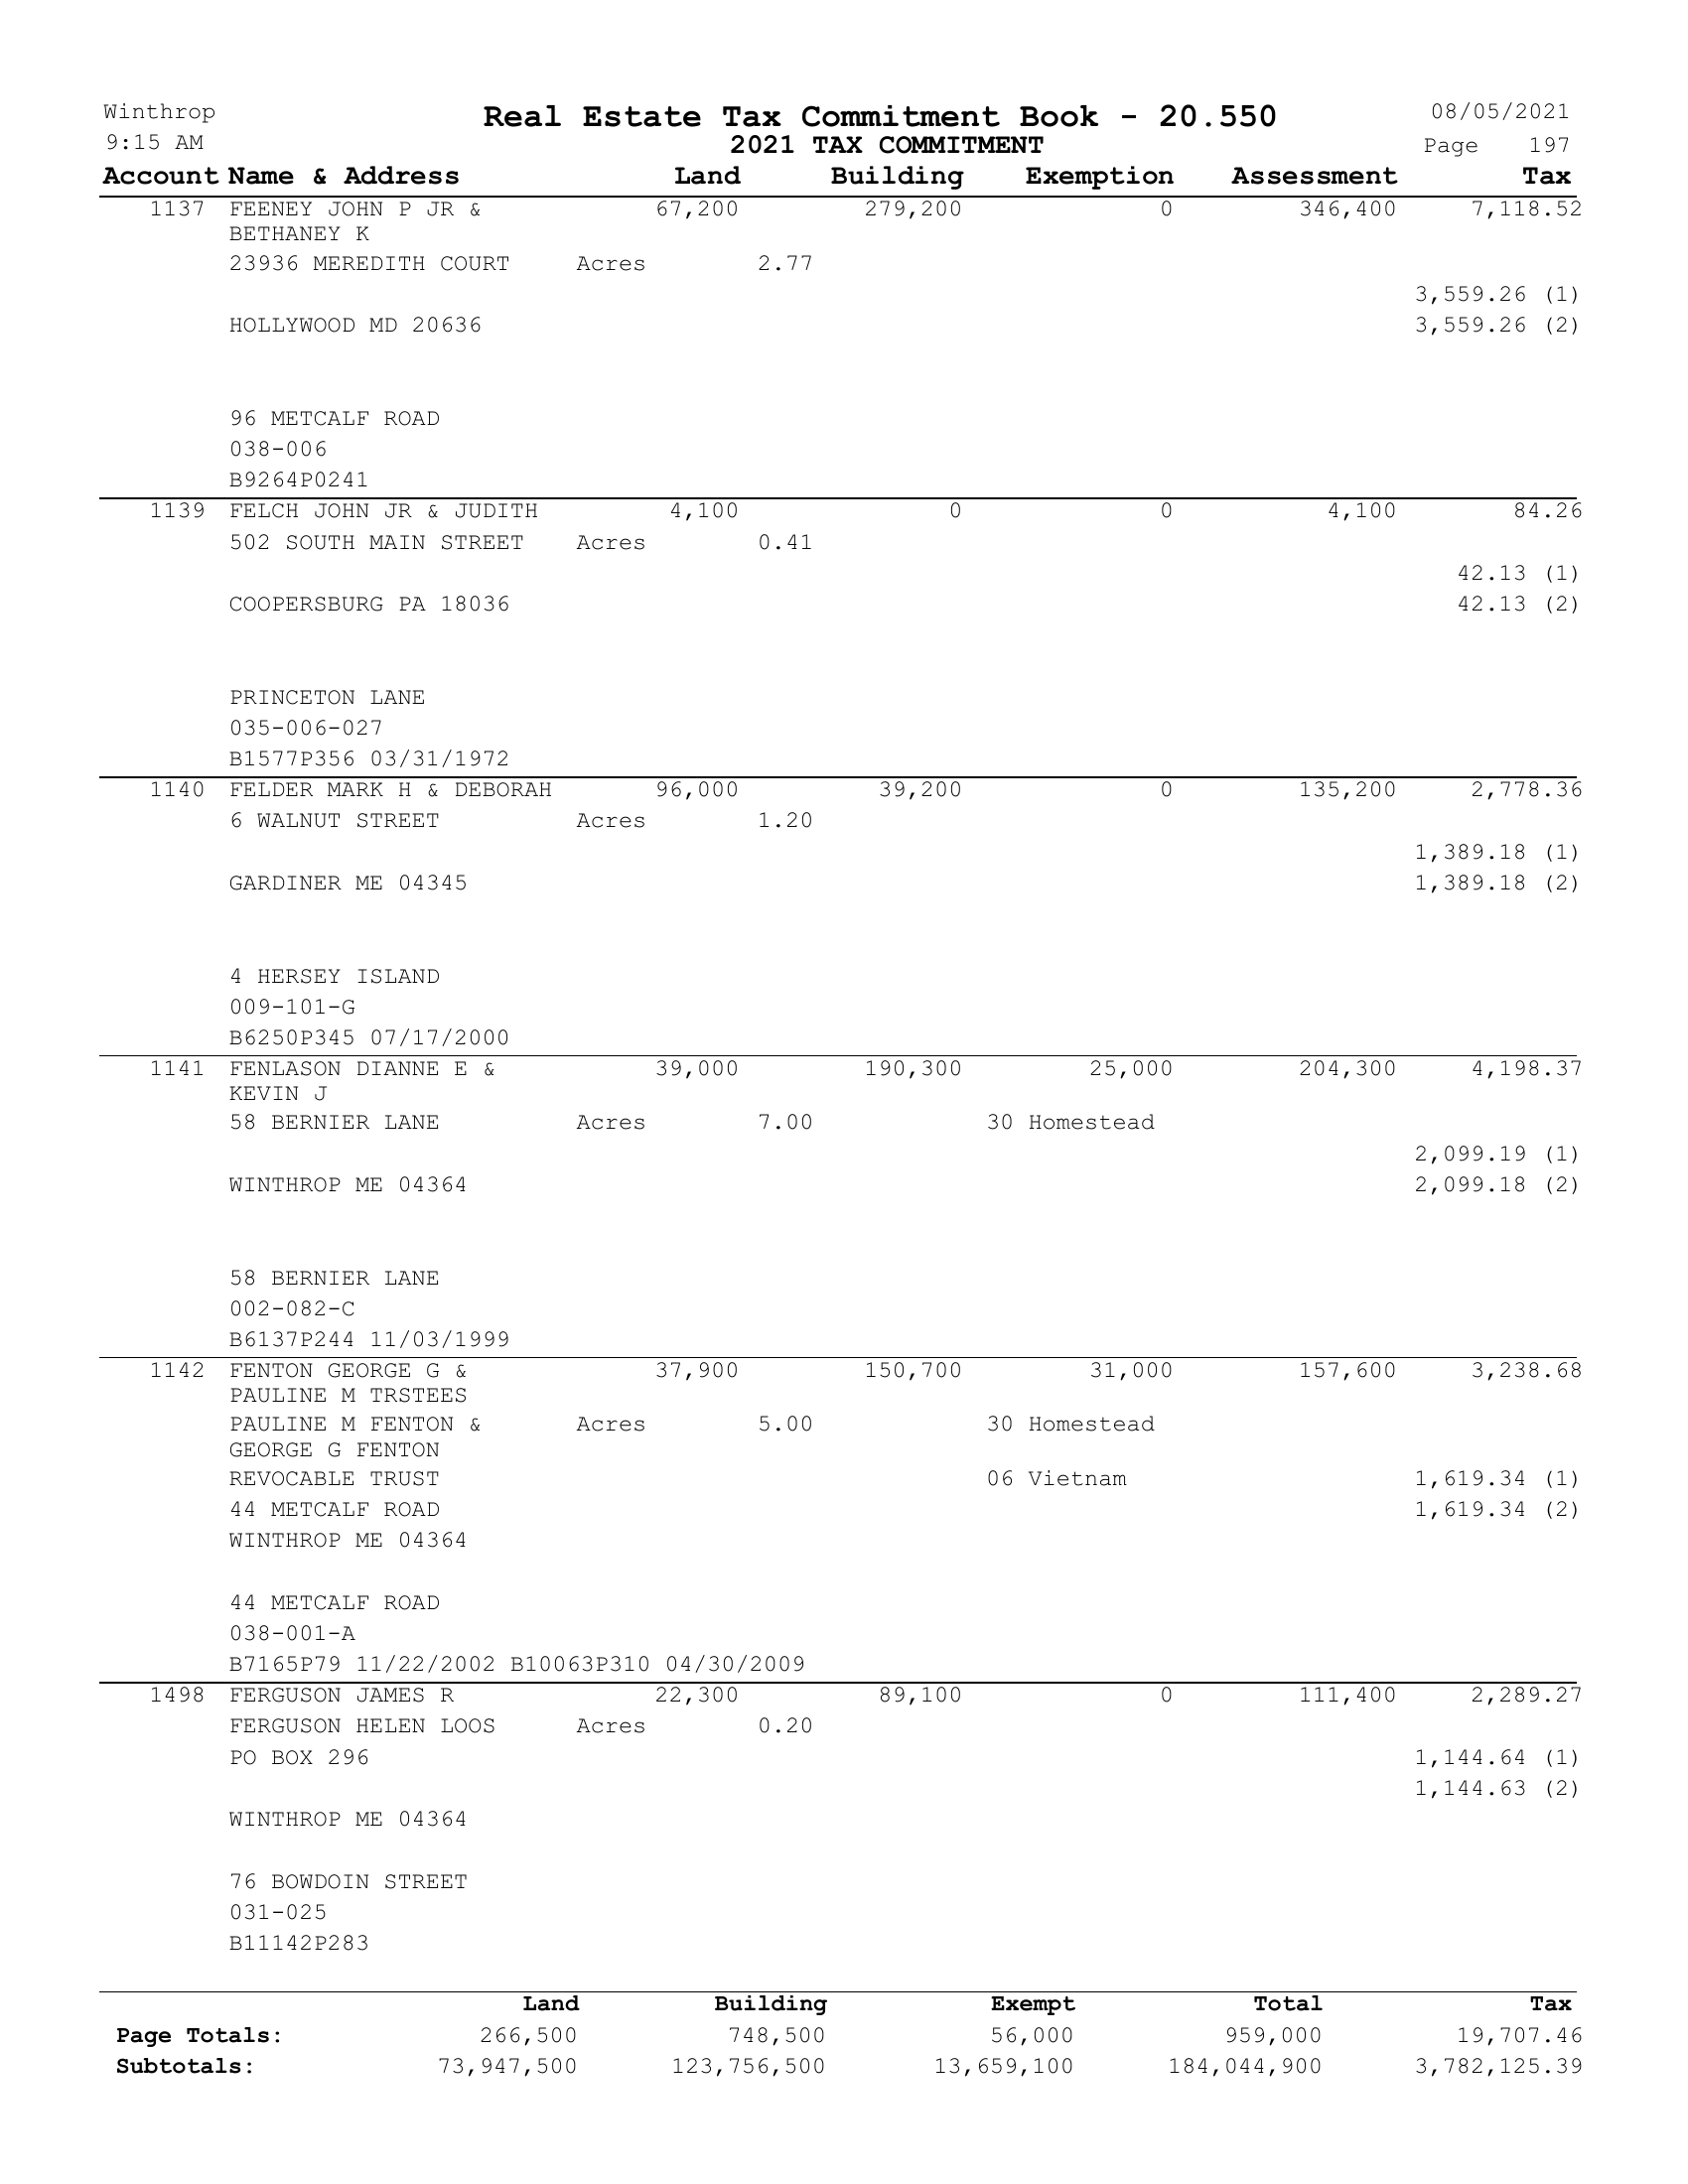 Winthrop Real Estate Tax Commitment Book - 20.550 08/05/2021
9:15 AM 2021 TAX COMMITMENT Page 197
Account Name & Address Land Building Exemption Assessment Tax
1137 FEENEY JOHN P JR & 67,200 279,200 0 346,400 7,118.52
BETHANEY K
23936 MEREDITH COURT Acres 2.77
3,559.26 (1)
HOLLYWOOD MD 20636 3,559.26 (2)
96 METCALF ROAD
038-006
B9264P0241
1139 FELCH JOHN JR & JUDITH 4,100 0 0 4,100 84.26
502 SOUTH MAIN STREET Acres 0.41
42.13 (1)
COOPERSBURG PA 18036 42.13 (2)
PRINCETON LANE
035-006-027
B1577P356 03/31/1972
1140 FELDER MARK H & DEBORAH 96,000 39,200 0 135,200 2,778.36
6 WALNUT STREET Acres 1.20
1,389.18 (1)
GARDINER ME 04345 1,389.18 (2)
4 HERSEY ISLAND
009-101-G
B6250P345 07/17/2000
1141 FENLASON DIANNE E & 39,000 190,300 25,000 204,300 4,198.37
KEVIN J
58 BERNIER LANE Acres 7.00 30 Homestead
2,099.19 (1)
WINTHROP ME 04364 2,099.18 (2)
58 BERNIER LANE
002-082-C
B6137P244 11/03/1999
1142 FENTON GEORGE G & 37,900 150,700 31,000 157,600 3,238.68
PAULINE M TRSTEES
PAULINE M FENTON & Acres 5.00 30 Homestead
GEORGE G FENTON
REVOCABLE TRUST 06 Vietnam 1,619.34 (1)
44 METCALF ROAD 1,619.34 (2)
WINTHROP ME 04364
44 METCALF ROAD
038-001-A
B7165P79 11/22/2002 B10063P310 04/30/2009
1498 FERGUSON JAMES R 22,300 89,100 0 111,400 2,289.27
FERGUSON HELEN LOOS Acres 0.20
PO BOX 296 1,144.64 (1)
1,144.63 (2)
WINTHROP ME 04364
76 BOWDOIN STREET
031-025
B11142P283
Land Building Exempt Total Tax
Page Totals: 266,500 748,500 56,000 959,000 19,707.46
Subtotals: 73,947,500 123,756,500 13,659,100 184,044,900 3,782,125.39